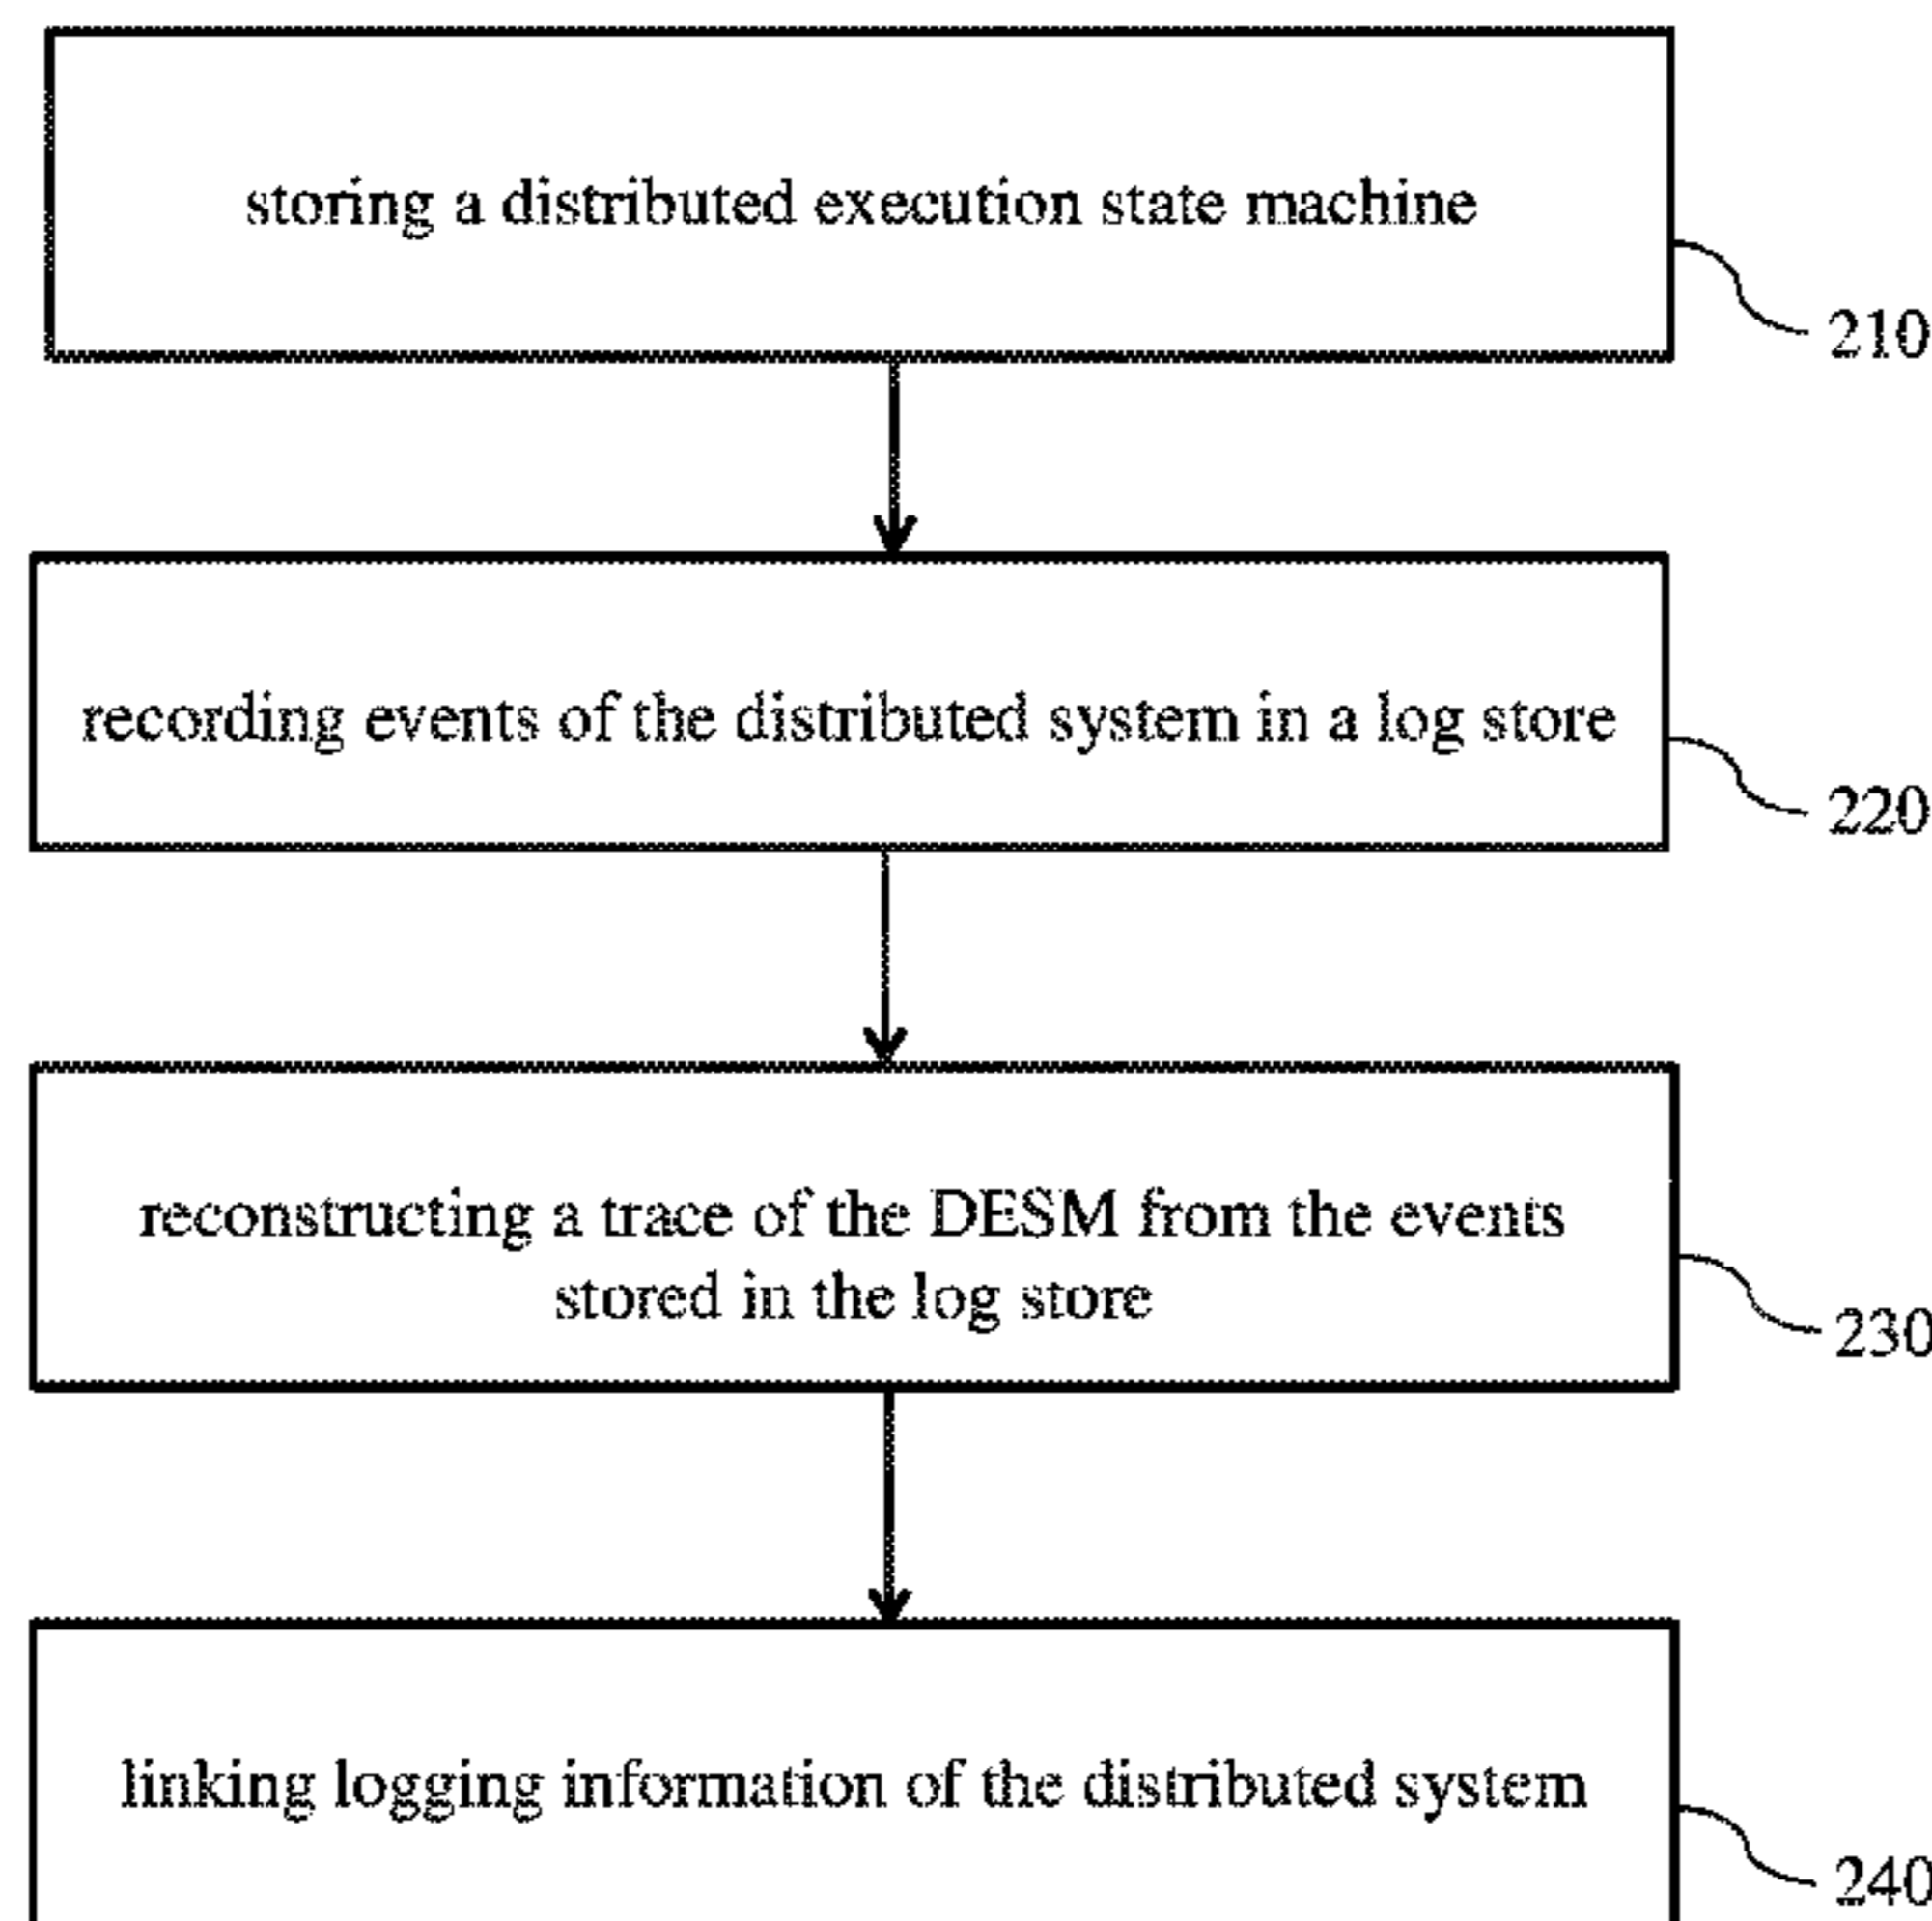 storing a distributed execution state machine
210
recording events of the distributed system in a log store
220
reconstructing a trace of the DESM from the events
stored in the log store
230
linking logging information of the distributed system
240